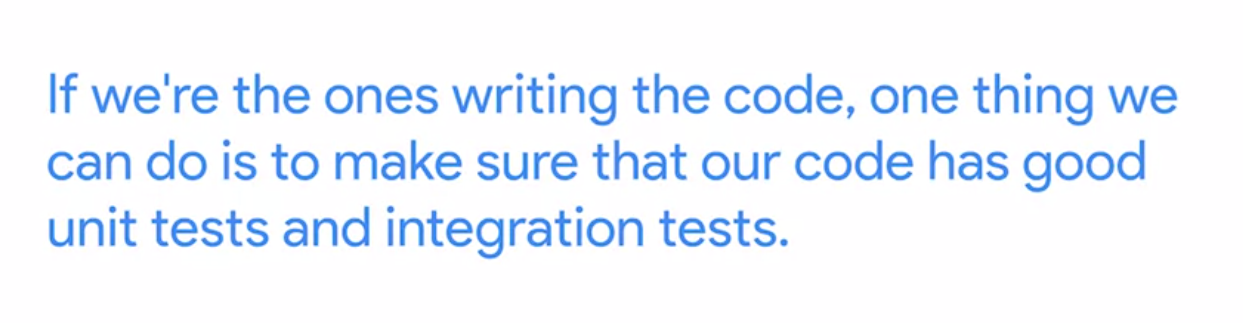 If we're the ones writing the code, one thing we
can do is to make sure that our code has good
unit tests and integration tests.